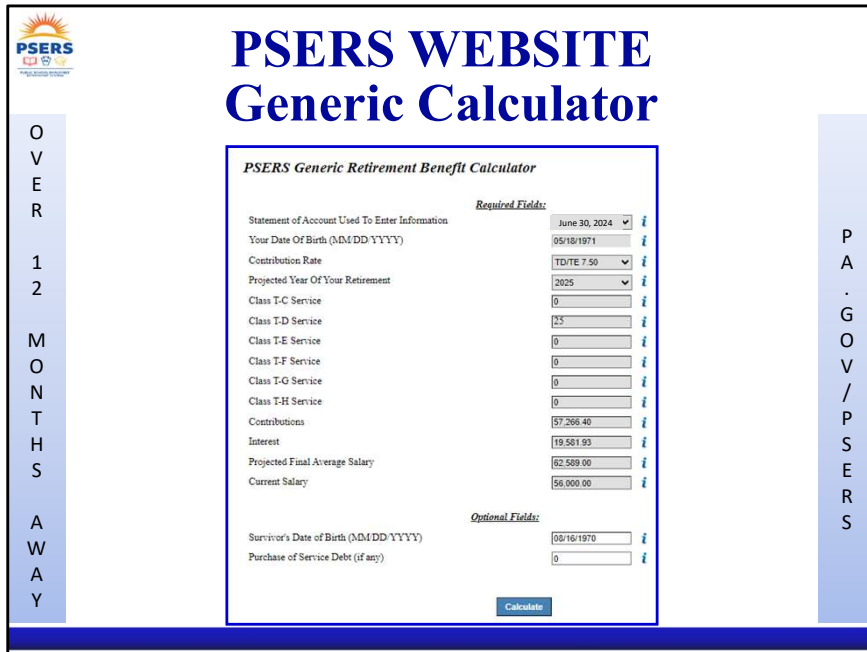 PSERS
PSERS WEBSITE
Generic Calculator
OVER 12 MONTHS AWAY
PSERS Generic Retirement Benefit Calculator
Required Fields:
Statement of Account Used To Enter Information June 30, 2024 i
Your Date Of Birth (MM/DD/YYYY) 05/18/1971 i
Contribution Rate TD/TE 7.50 i
Projected Year Of Your Retirement 2025 i
Class T-C Service 0 i
Class T-D Service 25 i
Class T-E Service 0 i
Class T-F Service 0 i
Class T-G Service 0 i
Class T-H Service 0 i
Contributions 57,266.40 i
Interest 19,581.93 i
Projected Final Average Salary 62,589.00 i
Current Salary 56,000.00 i
Optional Fields:
Survivor's Date of Birth (MM/DD/YYYY) 08/16/1970 i
Purchase of Service Debt (if any) 0 i
Calculate
PA.GOV/PSERS